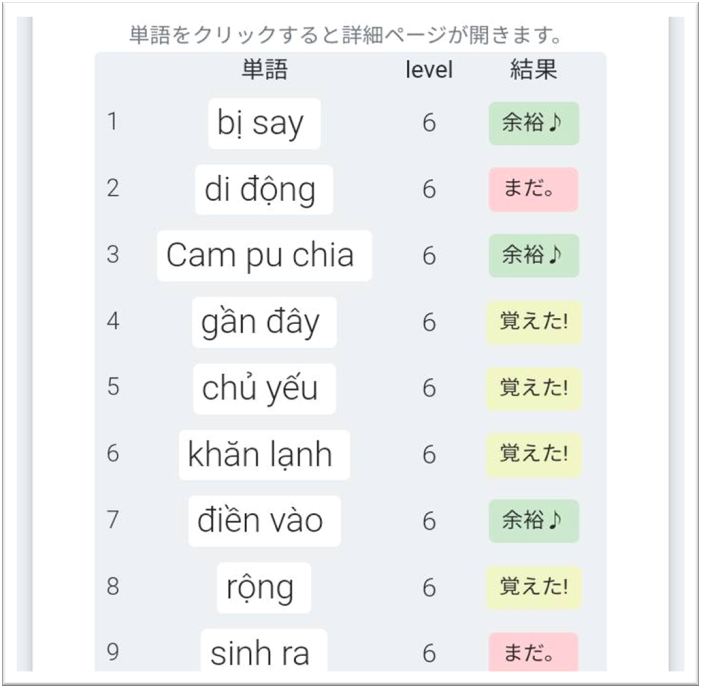 単語をクリックすると詳細ページが開きます。
単語 level 結果
1 bị say 6 余裕♪
2 di động 6 まだ。
3 Cam pu chia 6 余裕♪
4 gần đây 6 覚えた!
5 chủ yếu 6 覚えた!
6 khăn lạnh 6 覚えた!
7 điền vào 6 余裕♪
8 rộng 6 覚えた!
9 sinh ra 6 まだ。